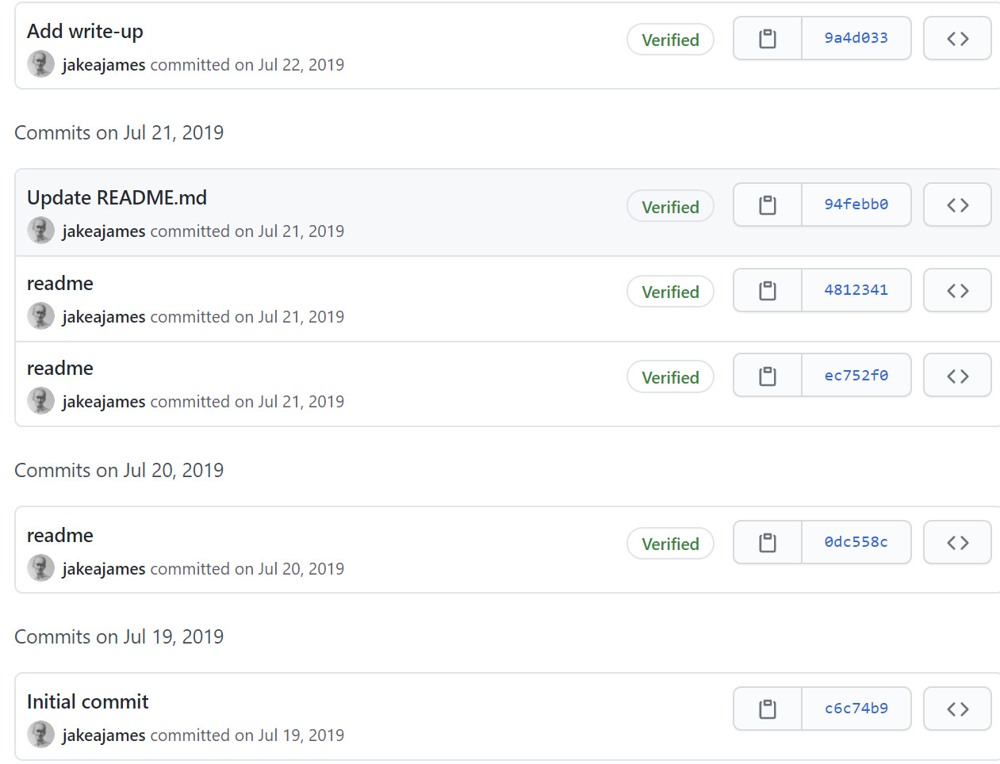 Add write-up
Verified
9a4d033
jakeajames committed on Jul 22, 2019
Commits on Jul 21, 2019
Update README.md
Verified
94febb0
jakeajames committed on Jul 21, 2019
readme
Verified
4812341
jakeajames committed on Jul 21, 2019
readme
Verified
ec752f0
jakeajames committed on Jul 21, 2019
Commits on Jul 20, 2019
readme
Verified
0dc558c
jakeajames committed on Jul 20, 2019
Commits on Jul 19, 2019
Initial commit
c6c74b9
jakeajames committed on Jul 19, 2019